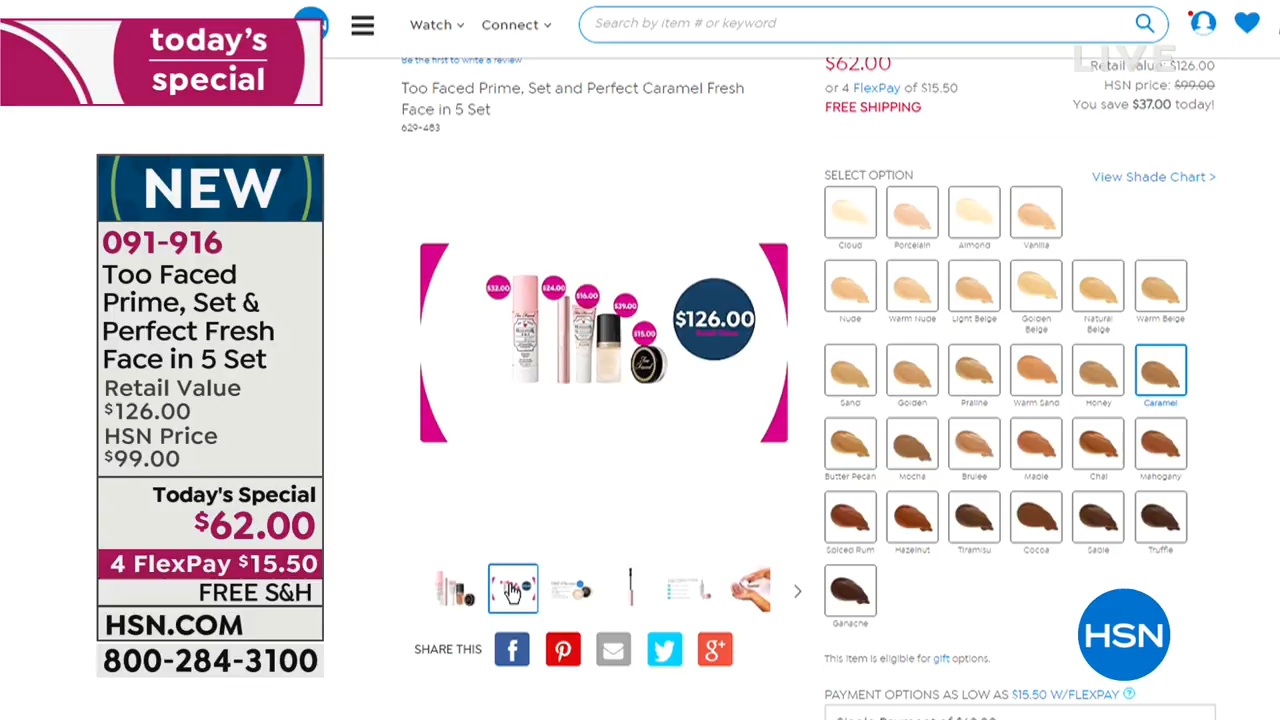 today's
special
NEW
091-916
Too Faced
Prime, Set &
Perfect Fresh
Face in 5 Set
Retail Value
$126.00
HSN Price
$99.00
Today's Special
$62.00
4 FlexPay $15.50
FREE S&H
HSN.COM
800-284-3100
Watch
Connect
Search by item # or keyword
LIVE
Be the first to write a review
Too Faced Prime, Set and Perfect Caramel Fresh
Face in 5 Set
629-483
$32.00
$24.00
$16.00
$39.00
$15.00
$126.00
SHARE THIS
$62.00
or 4 FlexPay of $15.50
FREE SHIPPING
Retail Value: $126.00
HSN price: $99.00
You save $37.00 today!
SELECT OPTION
View Shade Chart >
Cloud Porcelain Almond Vanilla
Nude Warm Nude Light Beige Golden Beige Natural Beige Warm Beige
Sand Golden Praline Warm Sand Honey Caramel
Butter Pecan Mocha Brulee Maple Chai Mahogany
Spiced Rum Hazelnut Tiramisu Cocoa Sable Truffle
Ganache
HSN
This item is eligible for gift options.
PAYMENT OPTIONS AS LOW AS $15.50 W/FLEXPAY